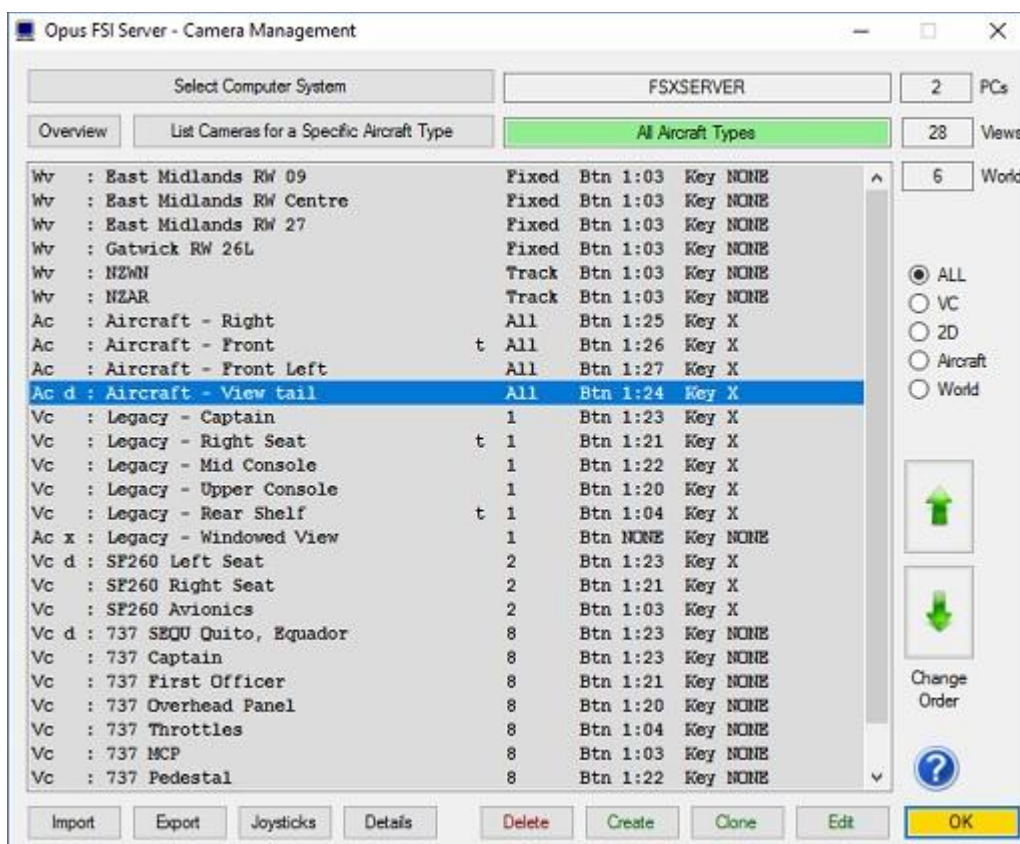 Opus FSI Server - Camera Management
Select Computer System FSXSERVER 2 PCs
Overview List Cameras for a Specific Aircraft Type All Aircraft Types 28 Views
Wv : East Midlands RW 09 Fixed Btn 1:03 Key NONE 6 World
Wv : East Midlands RW Centre Fixed Btn 1:03 Key NONE
Wv : East Midlands RW 27 Fixed Btn 1:03 Key NONE
Wv : Gatwick RW 26L Fixed Btn 1:03 Key NONE
Wv : NZWN Track Btn 1:03 Key NONE
Wv : NZAR Track Btn 1:03 Key NONE
Ac : Aircraft - Right All Btn 1:25 Key X
Ac : Aircraft - Front t All Btn 1:26 Key X
Ac : Aircraft - Front Left All Btn 1:27 Key X
Ac d : Aircraft - View tail All Btn 1:24 Key X
Vc : Legacy - Captain 1 Btn 1:23 Key X
Vc : Legacy - Right Seat t 1 Btn 1:21 Key X
Vc : Legacy - Mid Console 1 Btn 1:22 Key X
Vc : Legacy - Upper Console 1 Btn 1:20 Key X
Vc : Legacy - Rear Shelf t 1 Btn 1:04 Key X
Ac x : Legacy - Windowed View 1 Btn NONE Key NONE
Vc d : SF260 Left Seat 2 Btn 1:23 Key X
Vc : SF260 Right Seat 2 Btn 1:21 Key X
Vc : SF260 Avionics 2 Btn 1:03 Key X
Vc d : 737 SEQU Quito, Equador 8 Btn 1:23 Key NONE
Vc : 737 Captain 8 Btn 1:23 Key NONE
Vc : 737 First Officer 8 Btn 1:21 Key NONE
Vc : 737 Overhead Panel 8 Btn 1:20 Key NONE
Vc : 737 Throttles 8 Btn 1:04 Key NONE
Vc : 737 MCP 8 Btn 1:03 Key NONE
Vc : 737 Pedestal 8 Btn 1:22 Key NONE
ALL
VC
2D
Aircraft
World
Change
Order
?
Import Export Joysticks Details Delete Create Clone Edit OK